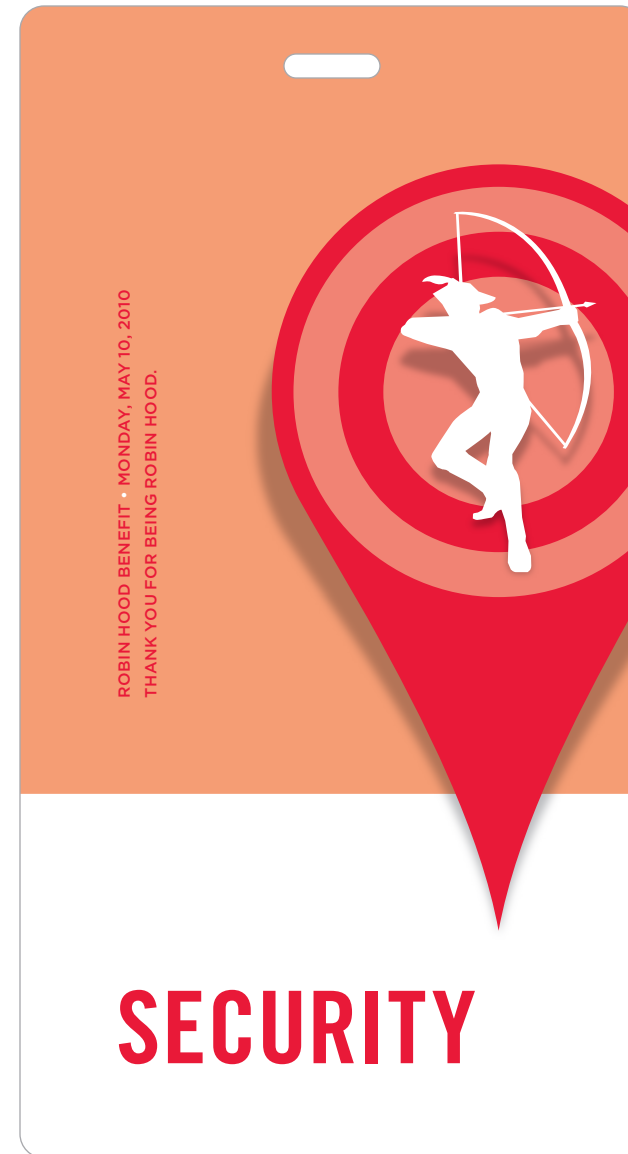 ROBIN HOOD BENEFIT • MONDAY, MAY 10, 2010
THANK YOU FOR BEING ROBIN HOOD.
SECURITY